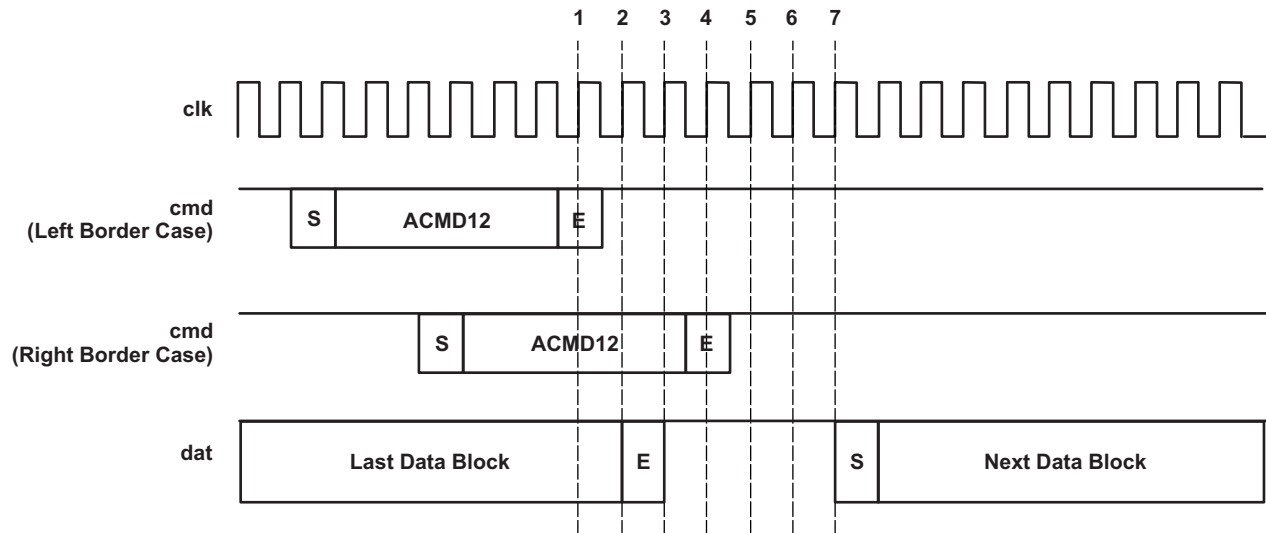 1 2 3 4 5 6 7
clk
cmd
(Left Border Case)
S ACMD12 E
cmd
(Right Border Case)
S ACMD12 E
dat
Last Data Block E S Next Data Block